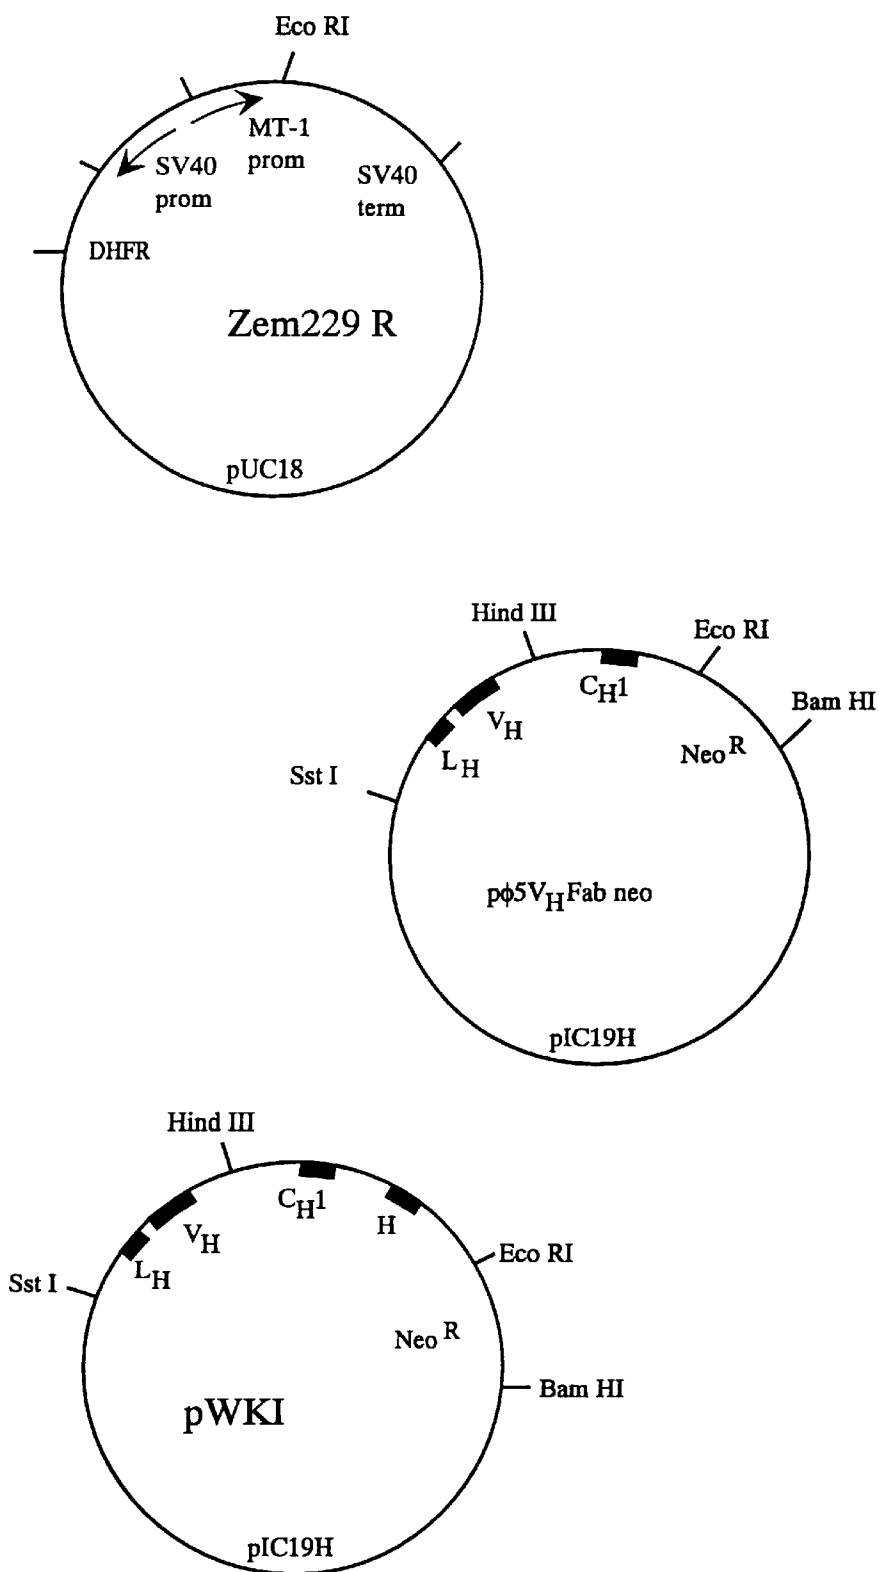 Eco RI
MT-1
prom
SV40
prom
SV40
term
DHFR
Zem229 R
pUC18
Hind III
Eco RI
CH1
Bam HI
VH
NeoR
LH
Sst I
pφ5VHFab neo
pIC19H
Hind III
CH1
H
VH
Eco RI
LH
Sst I
NeoR
Bam HI
pWKI
pIC19H